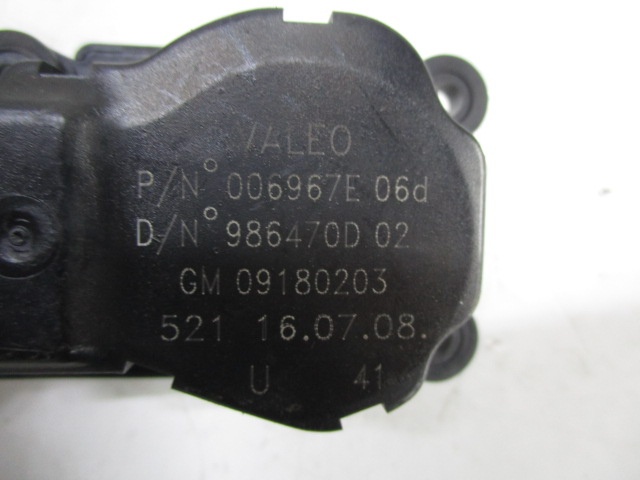 VALEO
P/N° 006967E 06d
D/N° 986470D 02
GM 09180203
521 16.07.08.
U 41